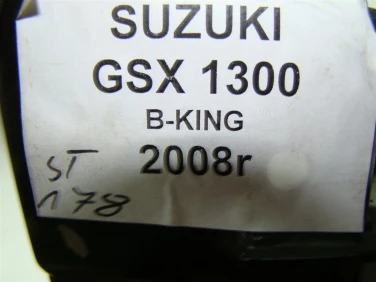 SUZUKI
GSX 1300
B-KING
2008r
ST
178